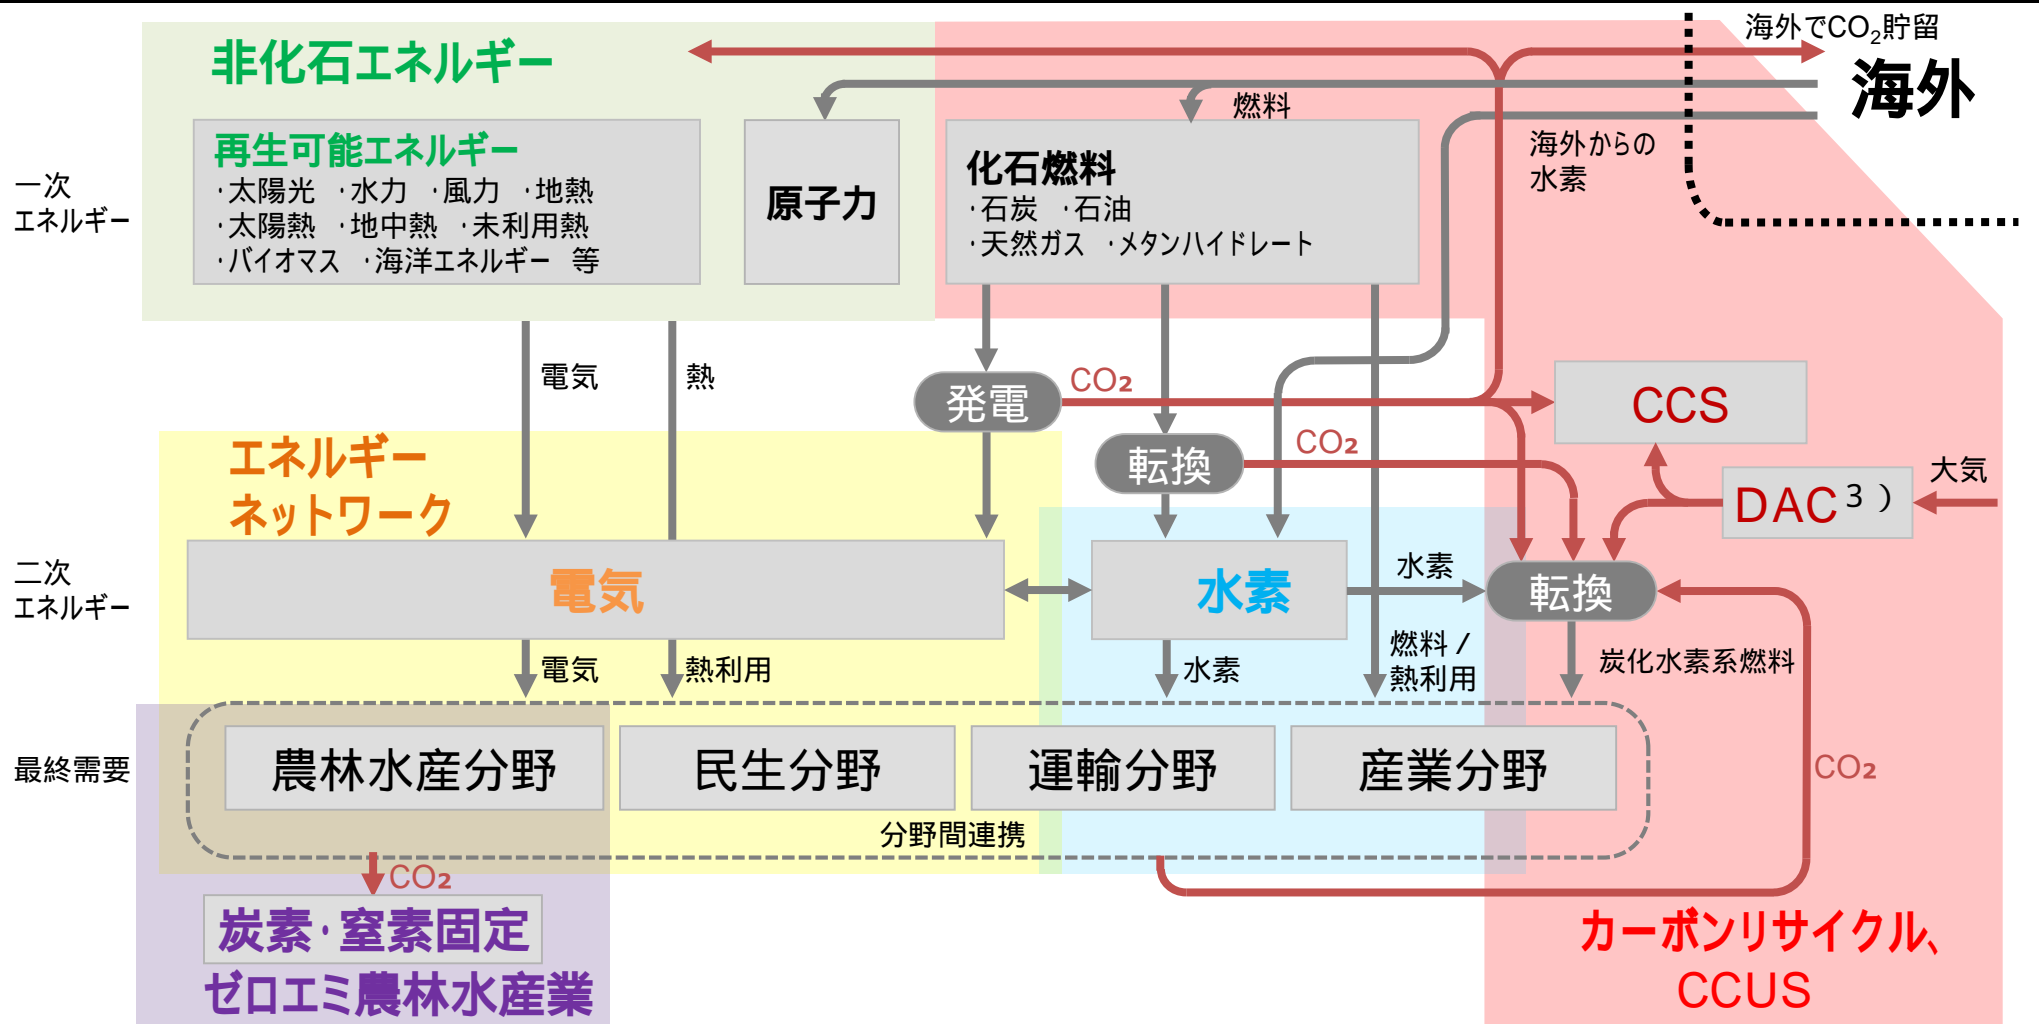 海外でCO₂貯留
海外
非化石エネルギー
燃料
海外からの
水素
一次
エネルギー
再生可能エネルギー
・太陽光 ・水力 ・風力 ・地熱
・太陽熱 ・地中熱 ・未利用熱
・バイオマス ・海洋エネルギー 等
原子力
化石燃料
・石炭 ・石油
・天然ガス ・メタンハイドレート
電気
熱
発電
CO₂
CCS
エネルギー
ネットワーク
転換
CO₂
DAC³)
大気
二次
エネルギー
電気
水素
水素
転換
電気
熱利用
水素
燃料/
熱利用
炭化水素系燃料
最終需要
農林水産分野
民生分野
運輸分野
産業分野
CO₂
分野間連携
CO₂
炭素・窒素固定
ゼロエミ農林水産業
カーボンリサイクル、
CCUS